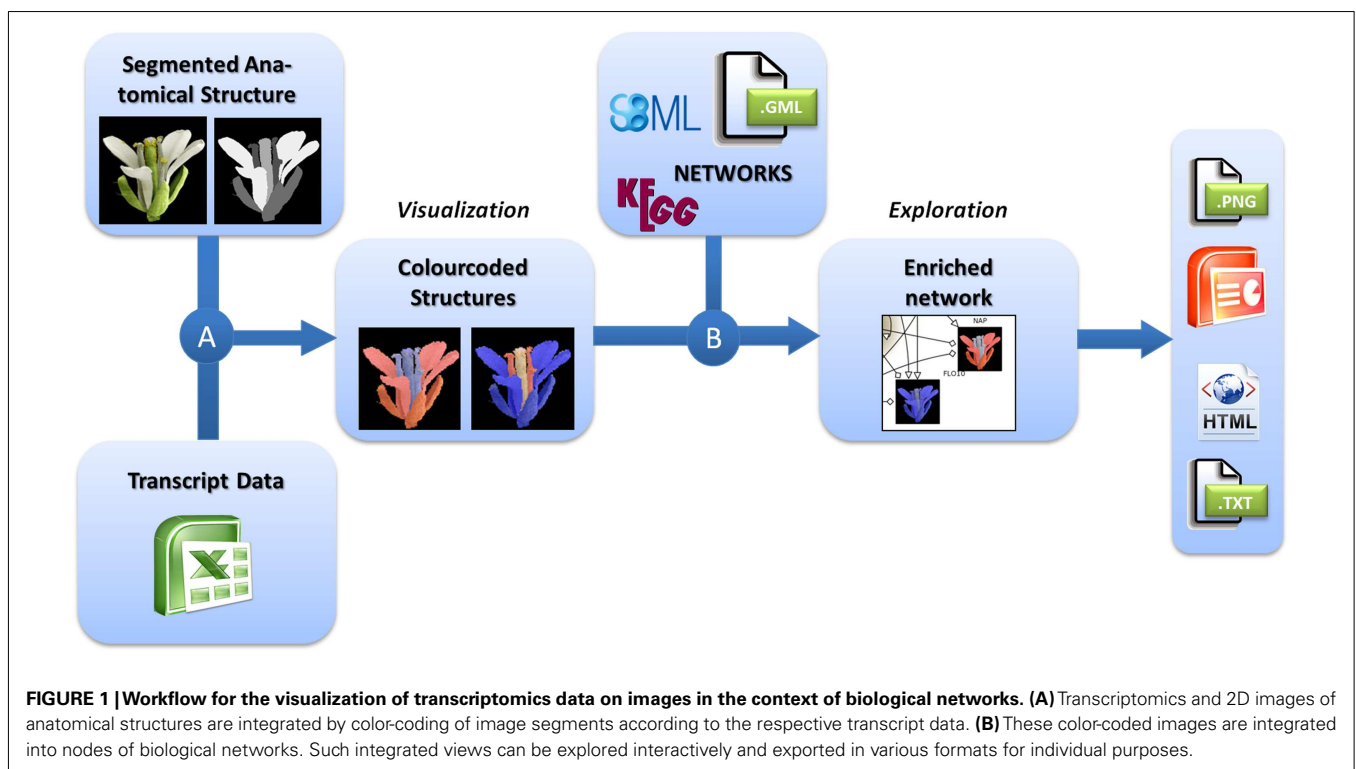 Segmented Ana-
tomical Structure
SBML
.GML
NETWORKS
KEGG
Visualization
Exploration
.PNG
Colourcoded
Structures
Enriched
network
NAP
FLO10
A
B
HTML
.TXT
Transcript Data
X
FIGURE 1 | Workflow for the visualization of transcriptomics data on images in the context of biological networks. (A) Transcriptomics and 2D images of
anatomical structures are integrated by color-coding of image segments according to the respective transcript data. (B) These color-coded images are integrated
into nodes of biological networks. Such integrated views can be explored interactively and exported in various formats for individual purposes.